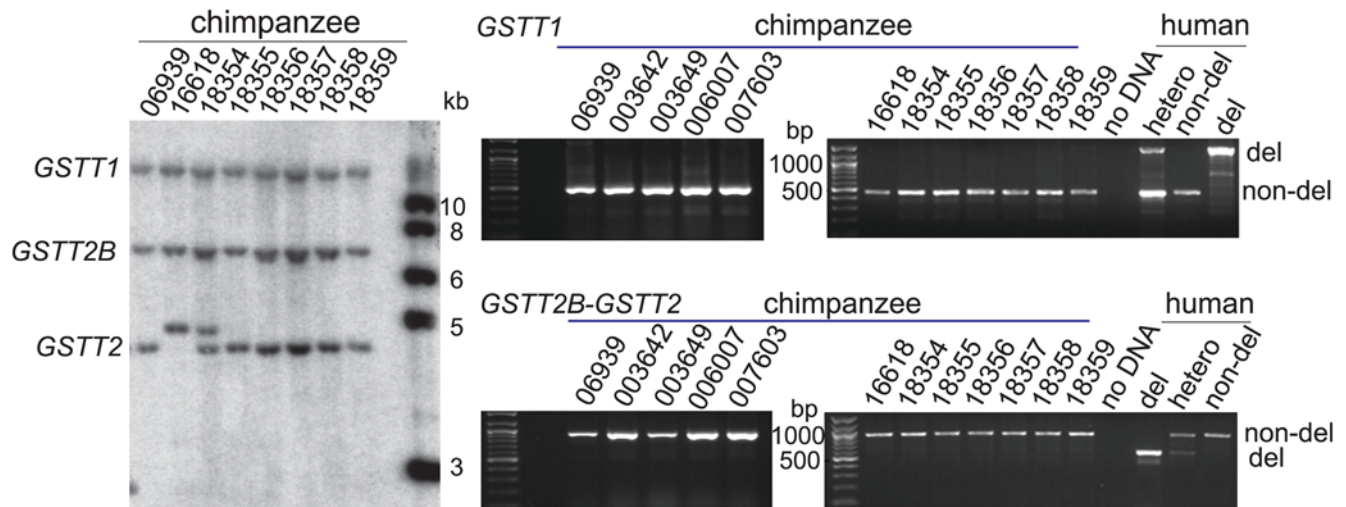 chimpanzee
06939 16618 18354 18355 18356 18357 18358 18359
kb
GSTT1
10
8
GSTT2B
6
5
GSTT2
3
GSTT1 chimpanzee human
06939 003642 003649 006007 007603
16618 18354 18355 18356 18357 18358 18359 no DNA hetero non-del del
bp
1000
500
del
non-del
GSTT2B-GSTT2 chimpanzee human
06939 003642 003649 006007 007603
16618 18354 18355 18356 18357 18358 18359 no DNA del hetero non-del
bp
1000
500
non-del
del